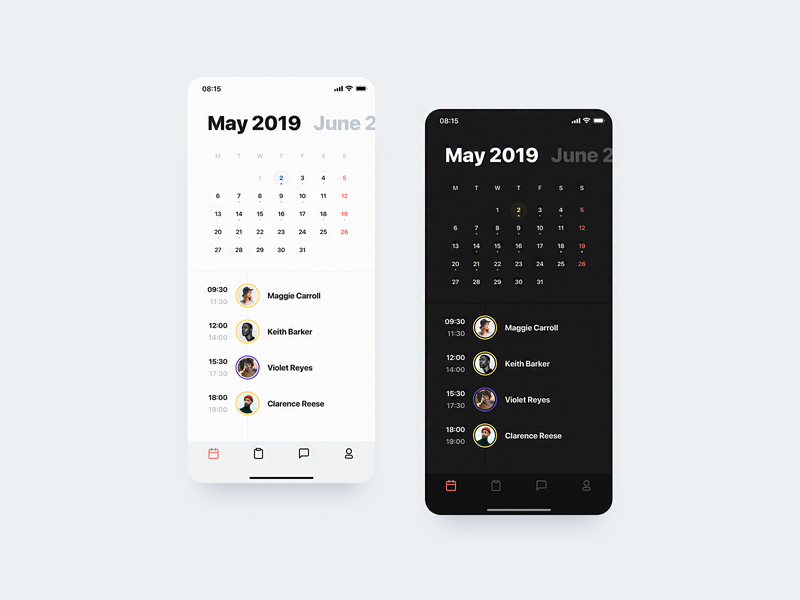 08:15
May 2019 June 2
M T W T F S S
1 2 3 4 5
6 7 8 9 10 11 12
13 14 15 16 17 18 19
20 21 22 23 24 25 26
27 28 29 30 31
09:30
11:30
Maggie Carroll
12:00
14:00
Keith Barker
15:30
17:30
Violet Reyes
18:00
19:00
Clarence Reese
08:15
May 2019 June 2
M T W T F S S
1 2 3 4 5
6 7 8 9 10 11 12
13 14 15 16 17 18 19
20 21 22 23 24 25 26
27 28 29 30 31
09:30
11:30
Maggie Carroll
12:00
14:00
Keith Barker
15:30
17:30
Violet Reyes
18:00
19:00
Clarence Reese